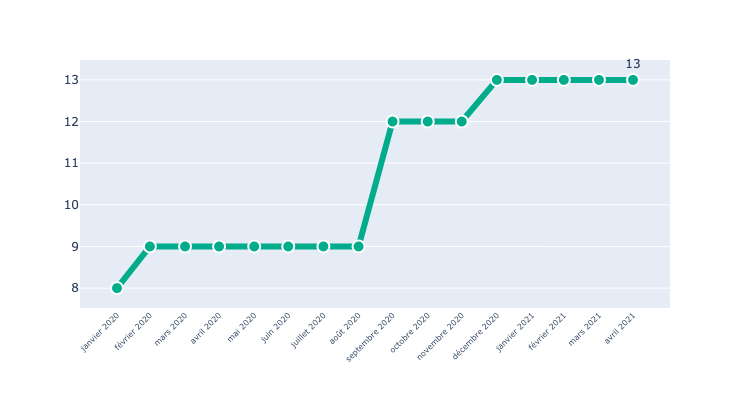 13
13
12
11
10
9
8
janvier 2020
février 2020
mars 2020
avril 2020
mai 2020
juin 2020
juillet 2020
août 2020
septembre 2020
octobre 2020
novembre 2020
décembre 2020
janvier 2021
février 2021
mars 2021
avril 2021